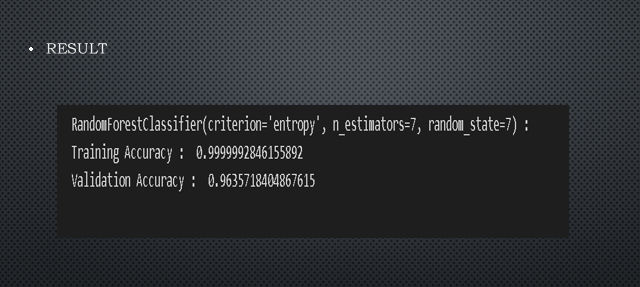 • RESULT
RandomForestClassifier(criterion='entropy', n_estimators=7, random_state=7) :
Training Accuracy :  0.9999992846155892
Validation Accuracy :  0.9635718404867615